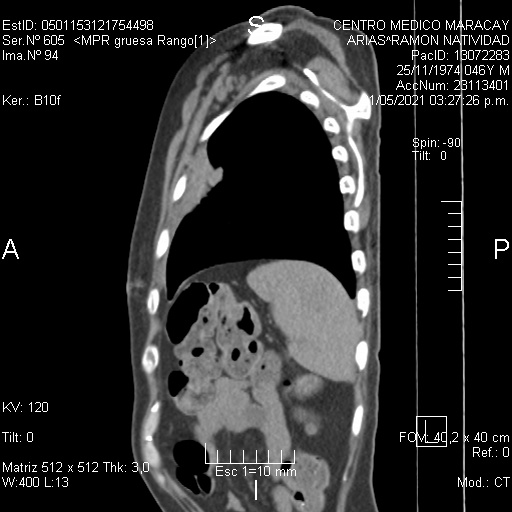 EstID: 0501153121754498
Ser.Nº 605 <MPR gruesa Rango[1]>
Ima.Nº 94
Ker.: B10f
S
CENTRO MEDICO MARACAY
ARIAS^RAMON NATIVIDAD
PacID: 13072283
25/11/1974 046Y M
AccNum: 23113401
1/05/2021 03:27:26 p.m.
Spin: -90
Tilt: 0
A
P
KV: 120
Tilt: 0
Matriz 512 x 512 Thk: 3,0
W:400 L:13
Esc 1=10 mm
I
FOV: 40,2 x 40 cm
Ref.: 0
Mod.: CT